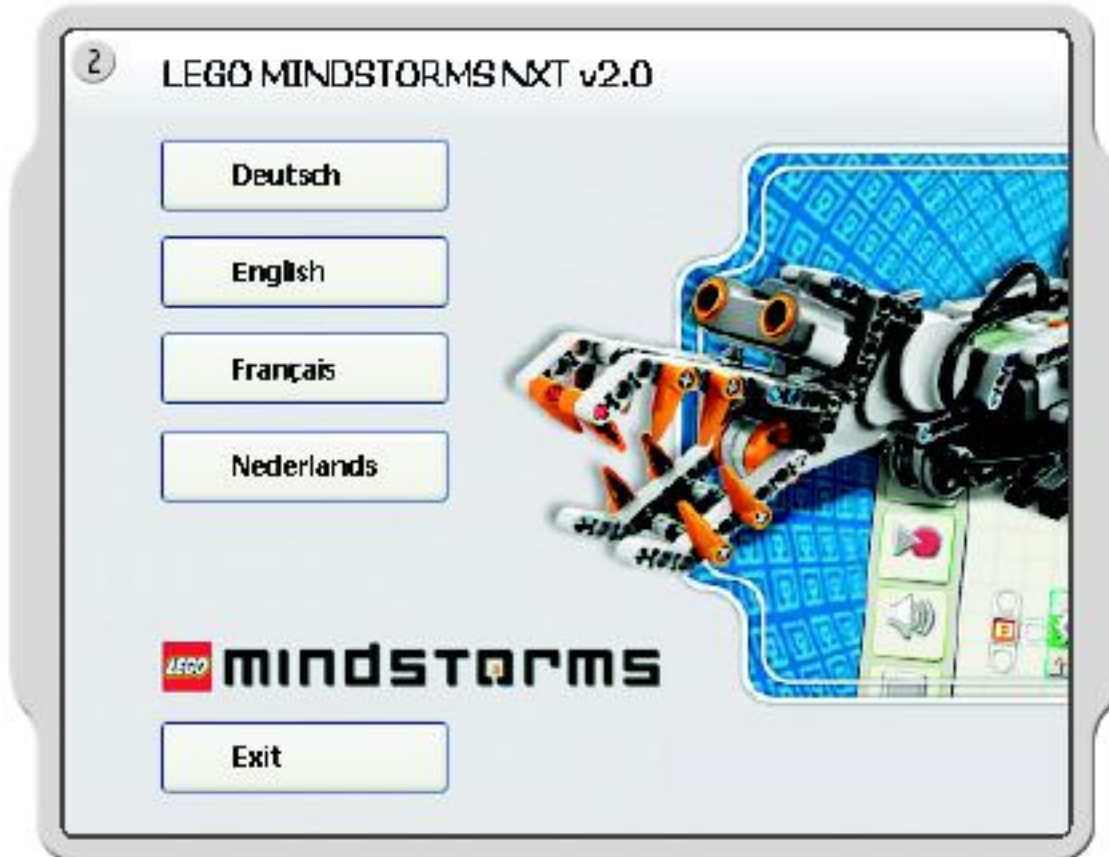 2
LEGO MINDSTORMS NXT v2.0
Deutsch
English
Français
Nederlands
LEGO mindstorms
Exit